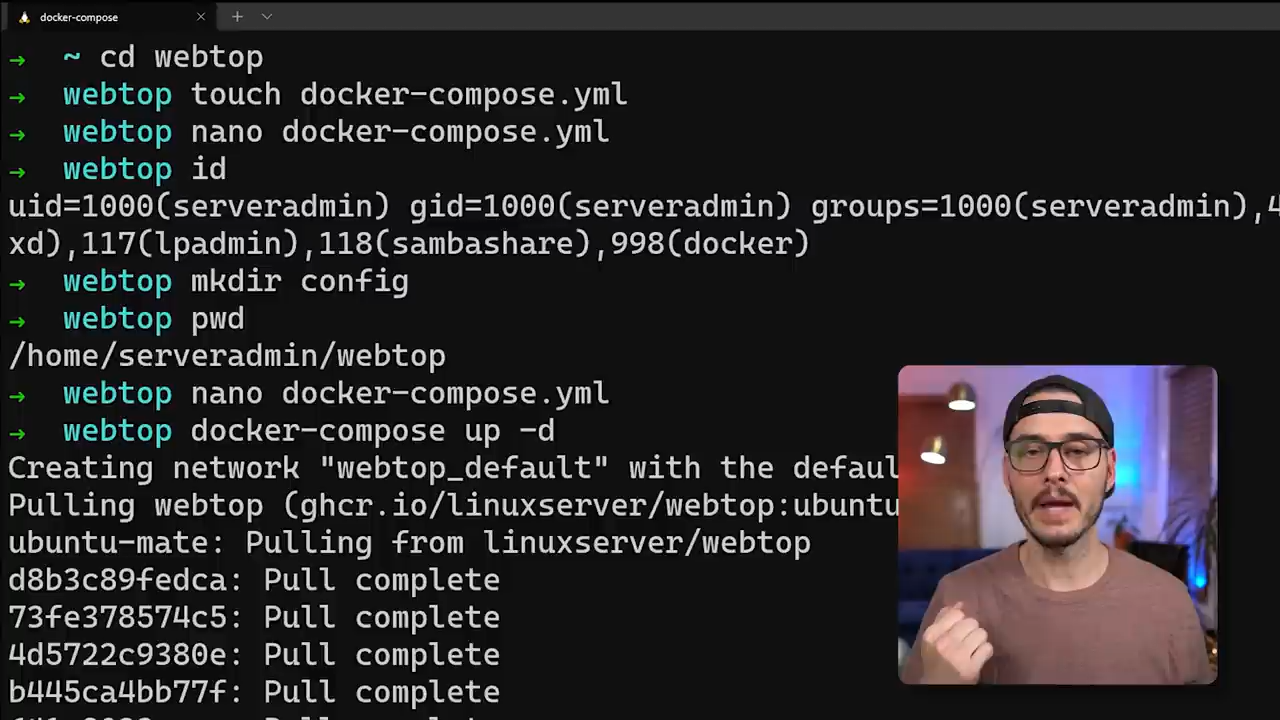 docker-compose
→ ~ cd webtop
→ webtop touch docker-compose.yml
→ webtop nano docker-compose.yml
→ webtop id
uid=1000(serveradmin) gid=1000(serveradmin) groups=1000(serveradmin),4
xd),117(lpadmin),118(sambashare),998(docker)
→ webtop mkdir config
→ webtop pwd
/home/serveradmin/webtop
→ webtop nano docker-compose.yml
→ webtop docker-compose up -d
Creating network "webtop_default" with the defaul
Pulling webtop (ghcr.io/linuxserver/webtop:ubuntu
ubuntu-mate: Pulling from linuxserver/webtop
d8b3c89fedca: Pull complete
73fe378574c5: Pull complete
4d5722c9380e: Pull complete
b445ca4bb77f: Pull complete